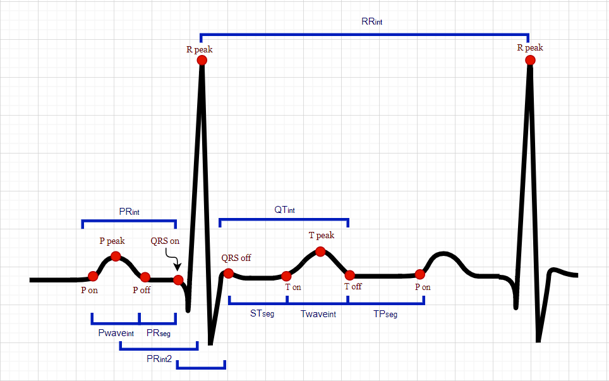 RRint
R peak
R peak
PRint
QTint
P peak
QRS on
T peak
QRS off
P on
P off
T on
T off
P on
Pwaveint
PRseg
STseg
Twaveint
TPseg
PRint2